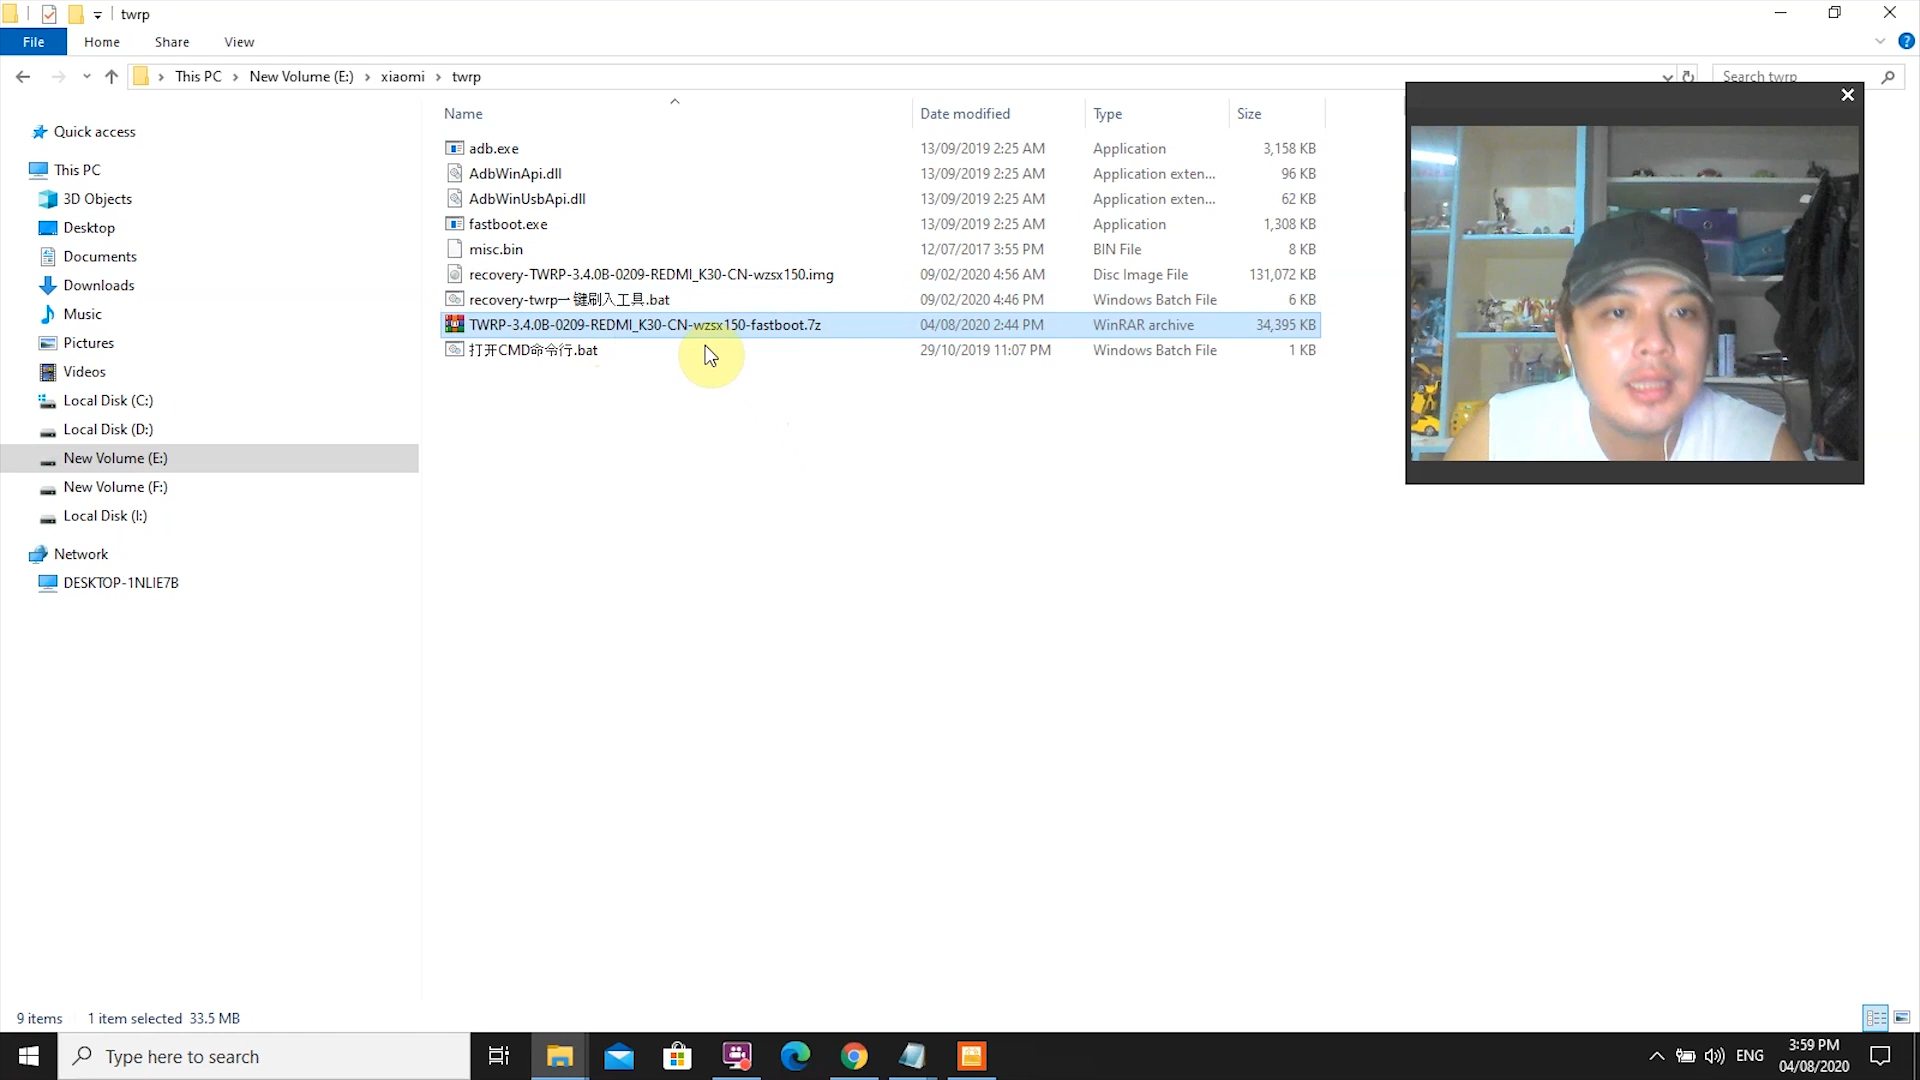 twrp
File Home Share View
This PC New Volume (E:) xiaomi twrp
Search twrp
Quick access
This PC
3D Objects
Desktop
Documents
Downloads
Music
Pictures
Videos
Local Disk (C:)
Local Disk (D:)
New Volume (E:)
New Volume (F:)
Local Disk (I:)
Network
DESKTOP-1NLIE7B
Name Date modified Type Size
adb.exe 13/09/2019 2:25 AM Application 3,158 KB
AdbWinApi.dll 13/09/2019 2:25 AM Application exten... 96 KB
AdbWinUsbApi.dll 13/09/2019 2:25 AM Application exten... 62 KB
fastboot.exe 13/09/2019 2:25 AM Application 1,308 KB
misc.bin 12/07/2017 3:55 PM BIN File 8 KB
recovery-TWRP-3.4.0B-0209-REDMI_K30-CN-wzsx150.img 09/02/2020 4:56 AM Disc Image File 131,072 KB
recovery-twrp一键刷入工具.bat 09/02/2020 4:46 PM Windows Batch File 6 KB
TWRP-3.4.0B-0209-REDMI_K30-CN-wzsx150-fastboot.7z 04/08/2020 2:44 PM WinRAR archive 34,395 KB
打开CMD命令行.bat 29/10/2019 11:07 PM Windows Batch File 1 KB
9 items 1 item selected 33.5 MB
Type here to search
ENG
3:59 PM
04/08/2020